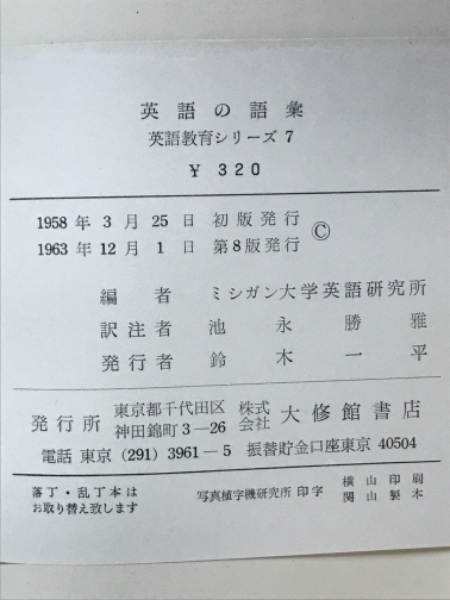 英語の語彙
英語教育シリーズ 7
¥ 320
1958 年 3 月 25 日 初版発行
1963 年 12 月 1 日 第8版発行
©
編者 ミシガン大学英語研究所
訳注者 池永勝雅
発行者 鈴木一平
発行所 東京都千代田区神田錦町3-26 株式会社 大修館書店
電話 東京 (291) 3961-5 振替貯金口座東京 40504
落丁・乱丁本は
お取り替え致します
写真植字機研究所 印字
横山印刷
関山製本